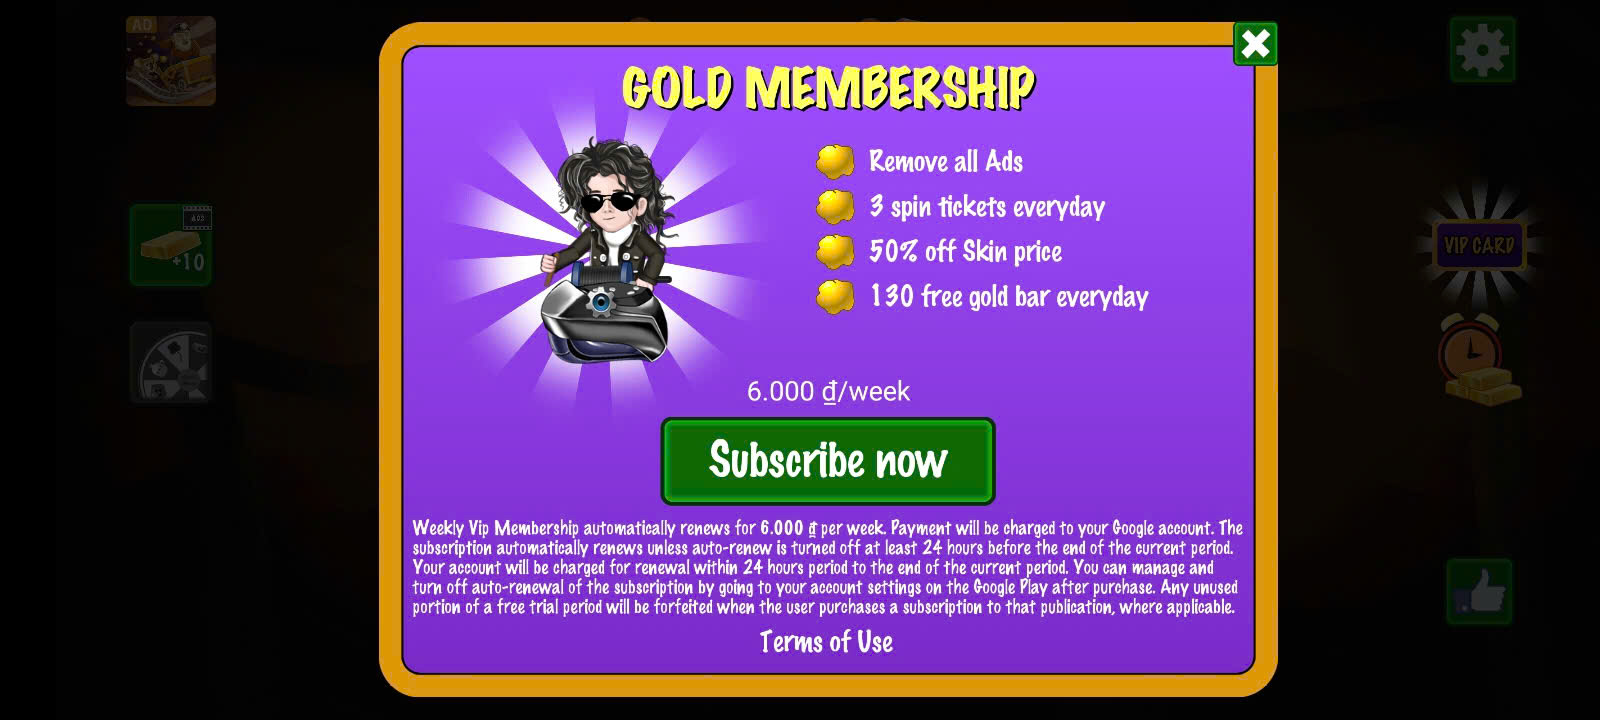 AD
GOLD MEMBERSHIP
Remove all Ads
3 spin tickets everyday
50% off Skin price
130 free gold bar everyday
ADS
+10
VIP CARD
6.000 ₫/week
Subscribe now
Weekly Vip Membership automatically renews for 6.000 ₫ per week. Payment will be charged to your Google account. The
subscription automatically renews unless auto-renew is turned off at least 24 hours before the end of the current period.
Your account will be charged for renewal within 24 hours period to the end of the current period. You can manage and
turn off auto-renewal of the subscription by going to your account settings on the Google Play after purchase. Any unused
portion of a free trial period will be forfeited when the user purchases a subscription to that publication, where applicable.
Terms of Use